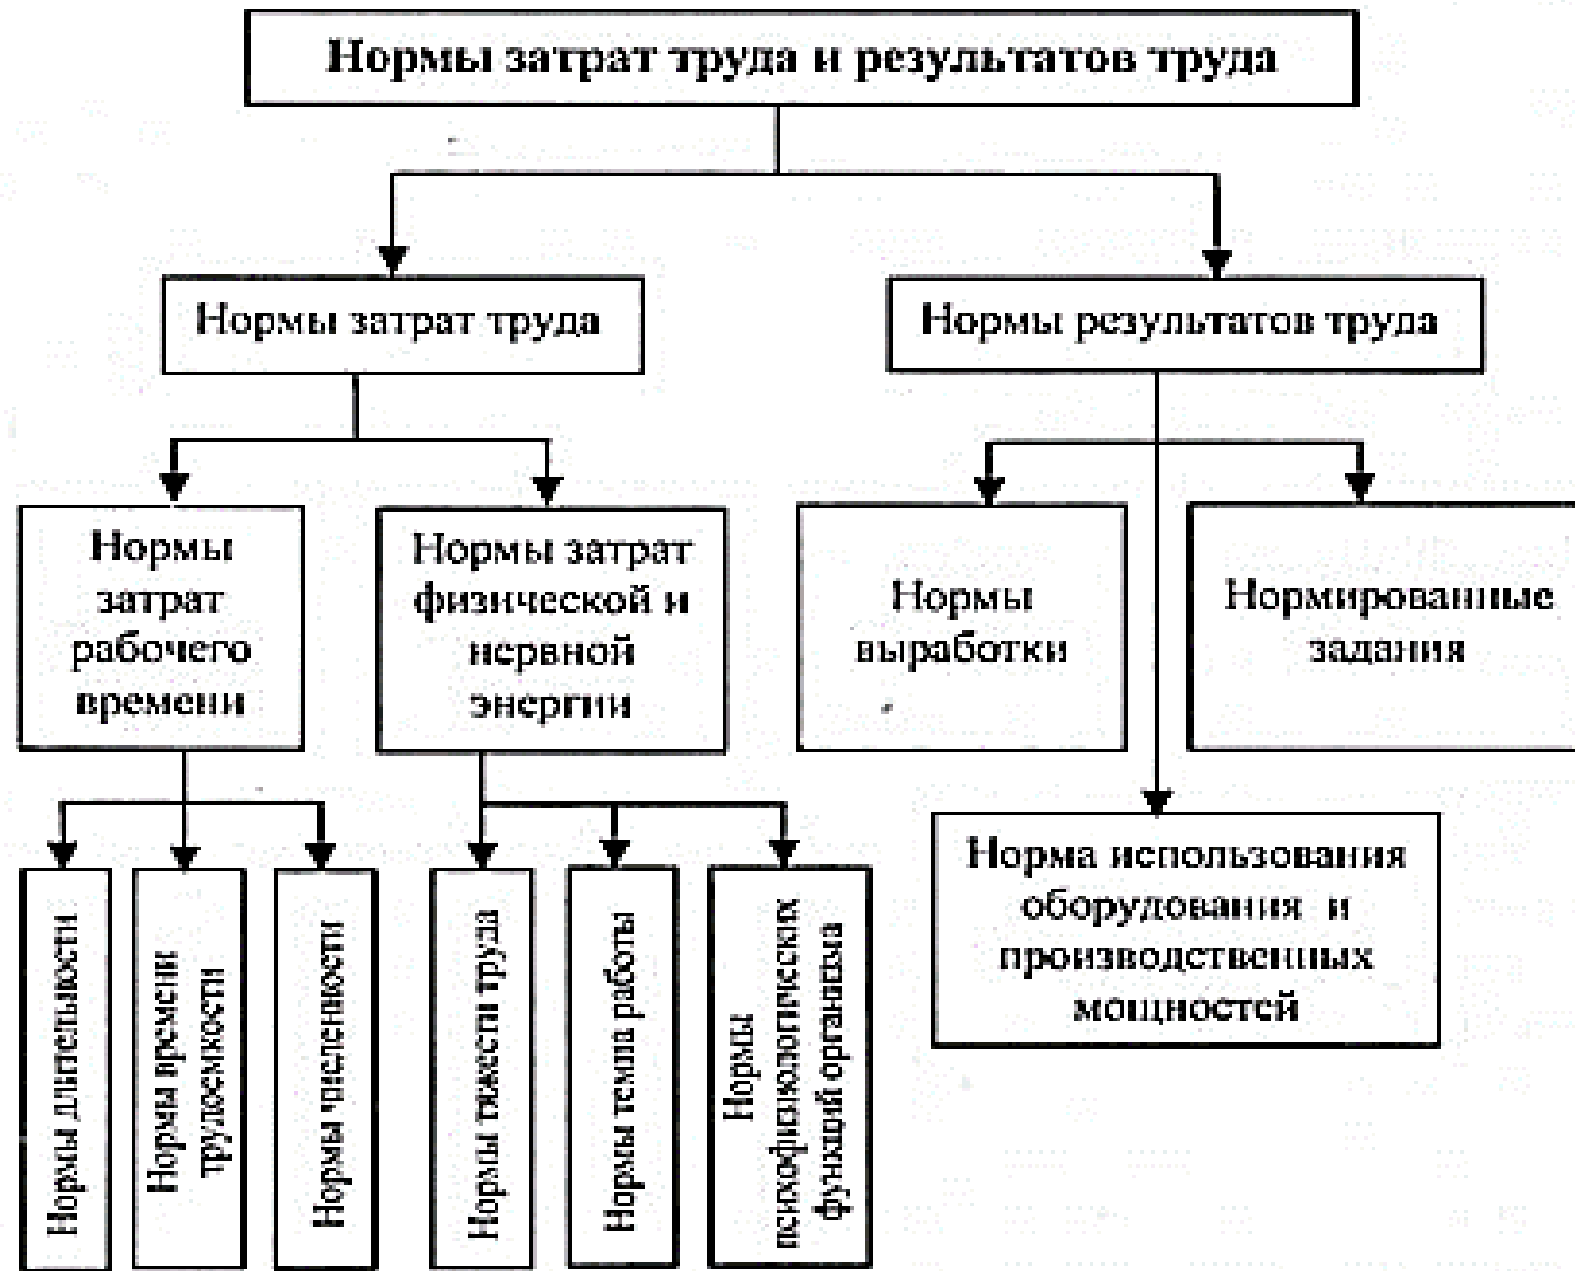 Нормы затрат труда и результатов труда
Нормы затрат труда
Нормы результатов труда
Нормы
затрат
рабочего
времени
Нормы затрат
физической и
нервной
энергии
Нормы
выработки
Нормированные
задания
Норма использования
оборудования и
производственных
мощностей
Нормы длительности
Нормы времени
трудоемкости
Нормы численности
Нормы тяжести труда
Нормы темпа работы
Нормы
психофизиологических
функций организма